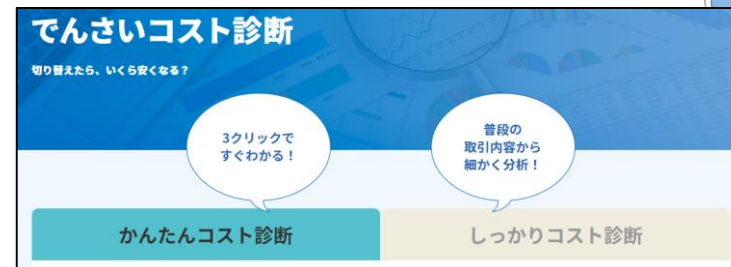 でんさいコスト診断
切り替えたら、いくら安くなる？
3クリックで
すぐわかる！
普段の
取引内容から
細かく分析！
かんたんコスト診断
しっかりコスト診断